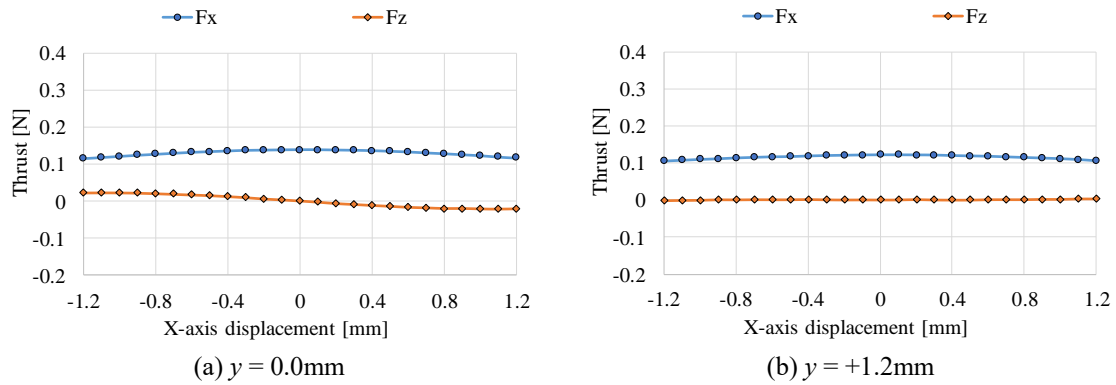 Fx Fz
0.4
0.3
0.2
0.1
0
-0.1
-0.2
Thrust [N]
-1.2 -0.8 -0.4 0 0.4 0.8 1.2
X-axis displacement [mm]
(a) y = 0.0mm
Fx Fz
0.4
0.3
0.2
0.1
0
-0.1
-0.2
Thrust [N]
-1.2 -0.8 -0.4 0 0.4 0.8 1.2
X-axis displacement [mm]
(b) y = +1.2mm